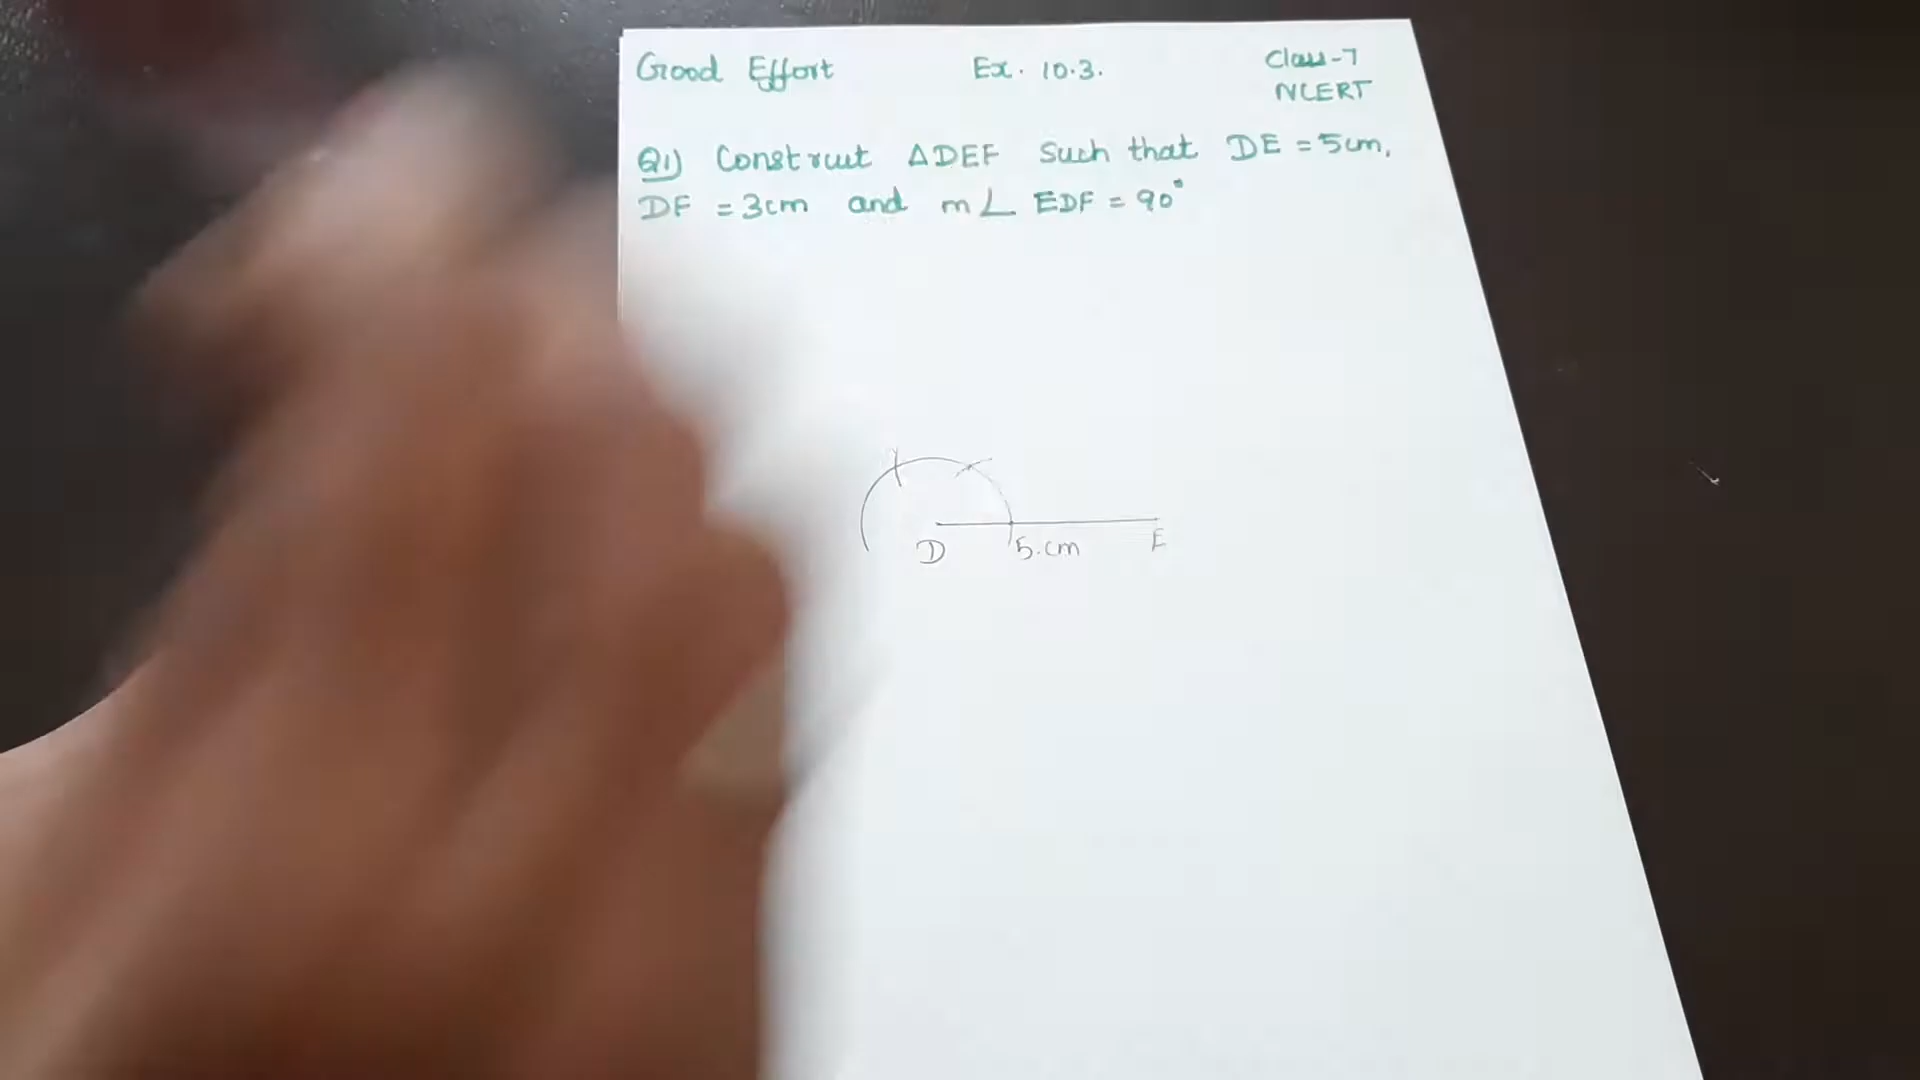 Good Effort Ex. 10.3. Class-7
NCERT
Q1) Construct ΔDEF Such that DE = 5cm,
DF = 3cm and m∠ EDF = 90°
D 5.cm E